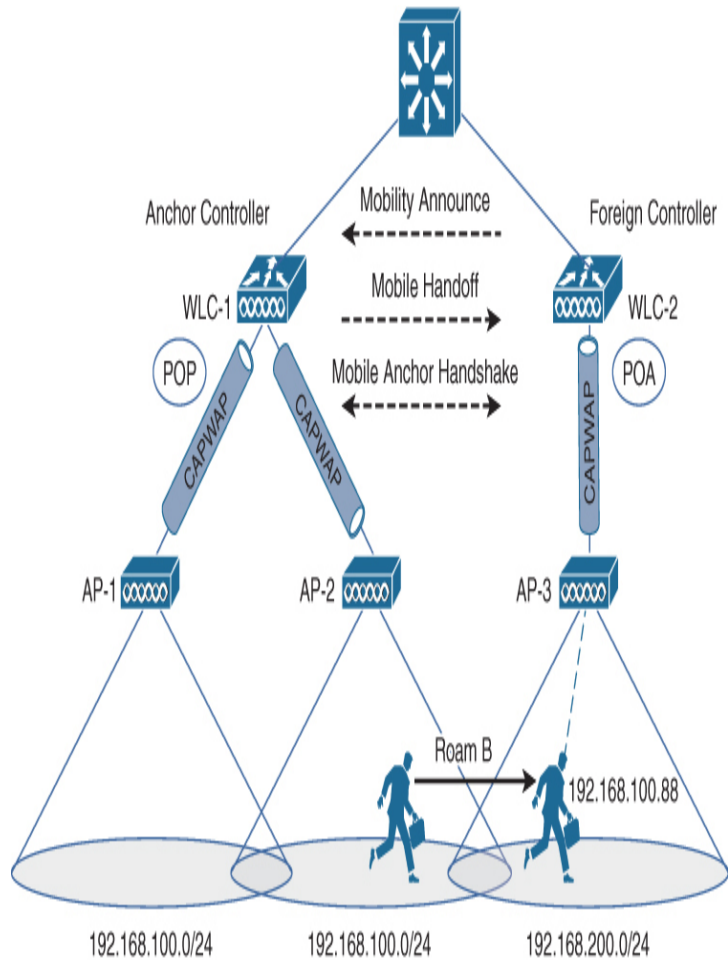 Mobility Announce
Anchor Controller
Foreign Controller
WLC-1
Mobile Handoff
WLC-2
POP
Mobile Anchor Handshake
POA
CAPWAP
CAPWAP
CAPWAP
AP-1
AP-2
AP-3
Roam B
192.168.100.88
192.168.100.0/24
192.168.100.0/24
192.168.200.0/24